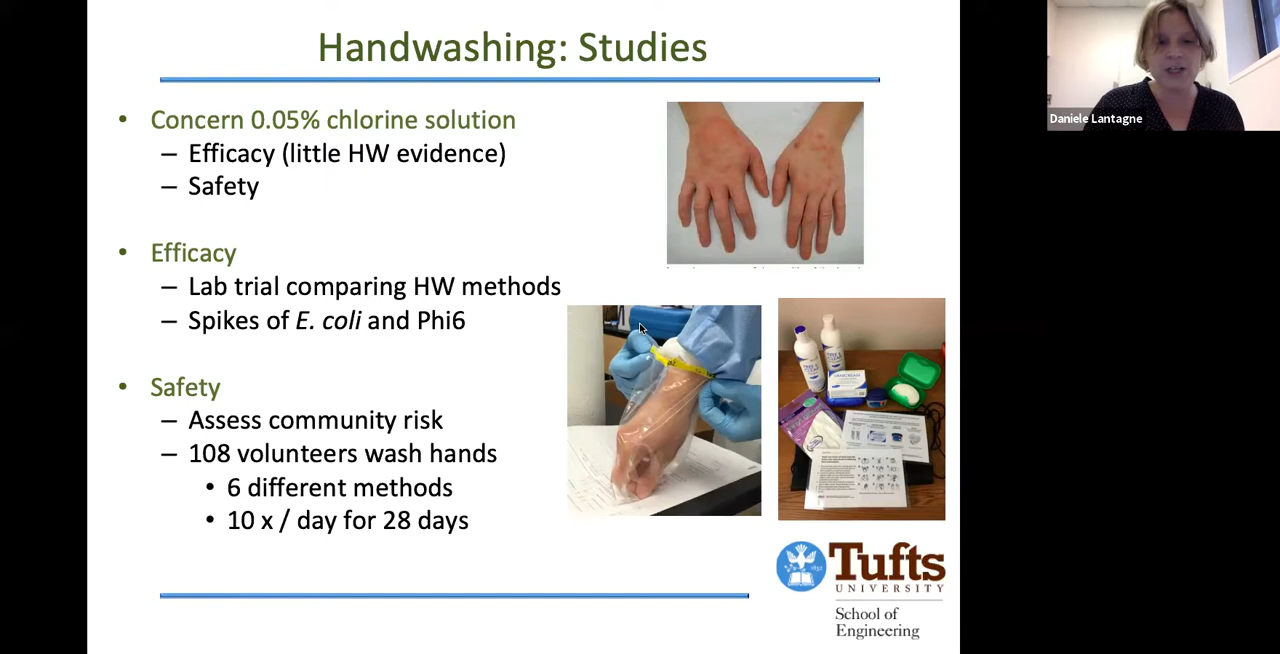 Handwashing: Studies
• Concern 0.05% chlorine solution
– Efficacy (little HW evidence)
– Safety
• Efficacy
– Lab trial comparing HW methods
– Spikes of E. coli and Phi6
• Safety
– Assess community risk
– 108 volunteers wash hands
• 6 different methods
• 10 x / day for 28 days
Daniele Lantagne
Tufts
UNIVERSITY
School of
Engineering